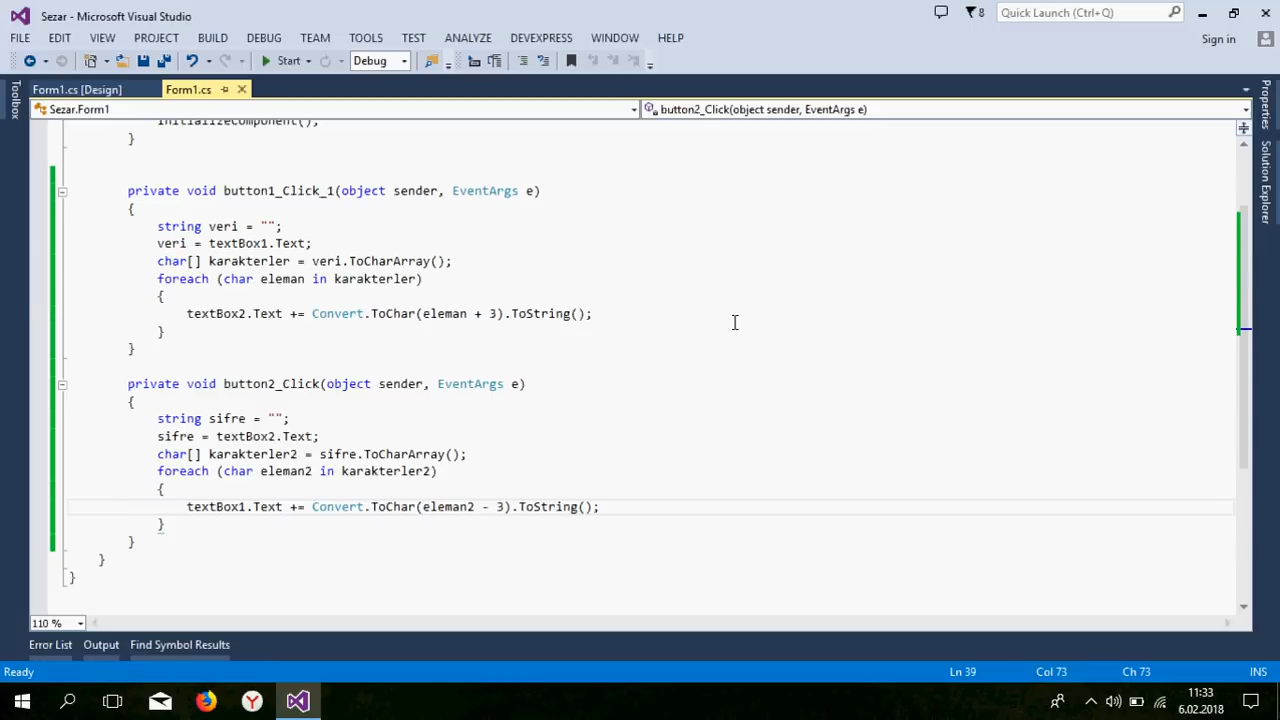 Sezar - Microsoft Visual Studio
8
Quick Launch (Ctrl+Q)
FILE EDIT VIEW PROJECT BUILD DEBUG TEAM TOOLS TEST ANALYZE DEVEXPRESS WINDOW HELP
Sign in
Start
Debug
Form1.cs [Design]
Form1.cs
Toolbox
Properties
Solution Explorer
Sezar.Form1
button2_Click(object sender, EventArgs e)
InitializeComponent();
}
private void button1_Click_1(object sender, EventArgs e)
{
string veri = "";
veri = textBox1.Text;
char[] karakterler = veri.ToCharArray();
foreach (char eleman in karakterler)
{
textBox2.Text += Convert.ToChar(eleman + 3).ToString();
}
}
private void button2_Click(object sender, EventArgs e)
{
string sifre = "";
sifre = textBox2.Text;
char[] karakterler2 = sifre.ToCharArray();
foreach (char eleman2 in karakterler2)
{
textBox1.Text += Convert.ToChar(eleman2 - 3).ToString();
}
}
}
}
110 %
Error List Output Find Symbol Results
Ready
Ln 39 Col 73 Ch 73 INS
11:33
6.02.2018